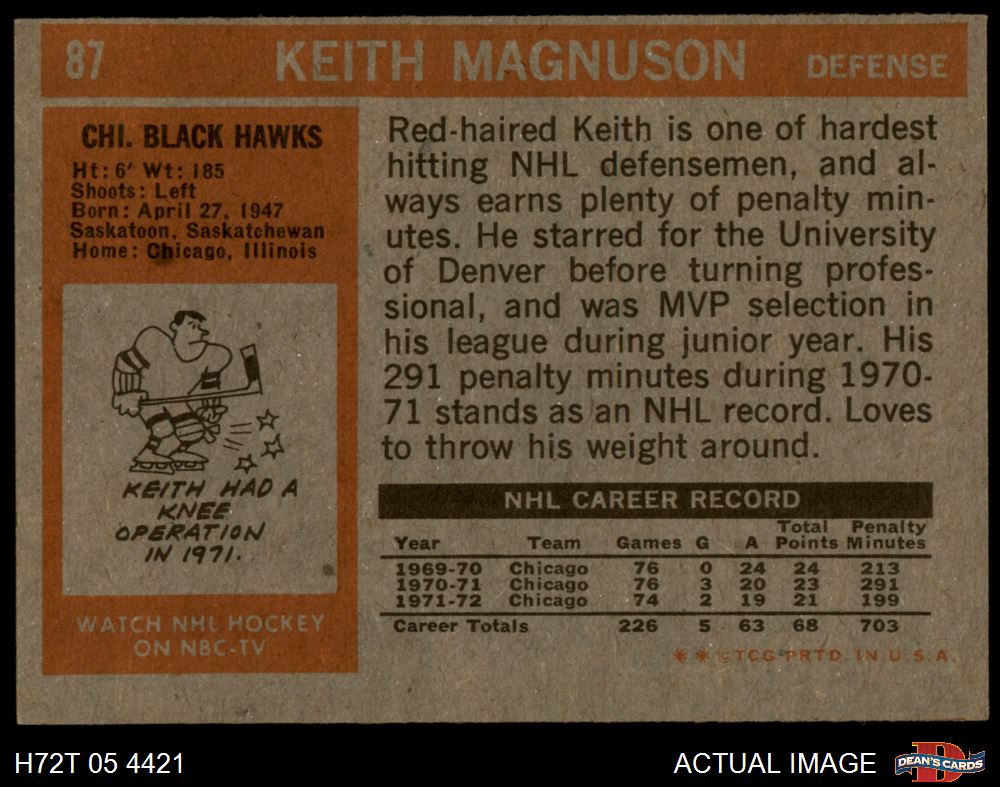 87
KEITH MAGNUSON
DEFENSE
CHI. BLACK HAWKS
Ht: 6' Wt: 185
Shoots: Left
Born: April 27, 1947
Saskatoon, Saskatchewan
Home: Chicago, Illinois
KEITH HAD A
KNEE
OPERATION
IN 1971.
WATCH NHL HOCKEY
ON NBC-TV
Red-haired Keith is one of hardest
hitting NHL defensemen, and al-
ways earns plenty of penalty min-
utes. He starred for the University
of Denver before turning profes-
sional, and was MVP selection in
his league during junior year. His
291 penalty minutes during 1970-
71 stands as an NHL record. Loves
to throw his weight around.
NHL CAREER RECORD
Year Team Games G A Total Points Penalty Minutes
1969-70 Chicago 76 0 24 24 213
1970-71 Chicago 76 3 20 23 291
1971-72 Chicago 74 2 19 21 199
Career Totals 226 5 63 68 703
* * © TCG PRTD. IN U.S.A.
H72T 05 4421
ACTUAL IMAGE
DEAN'S CARDS